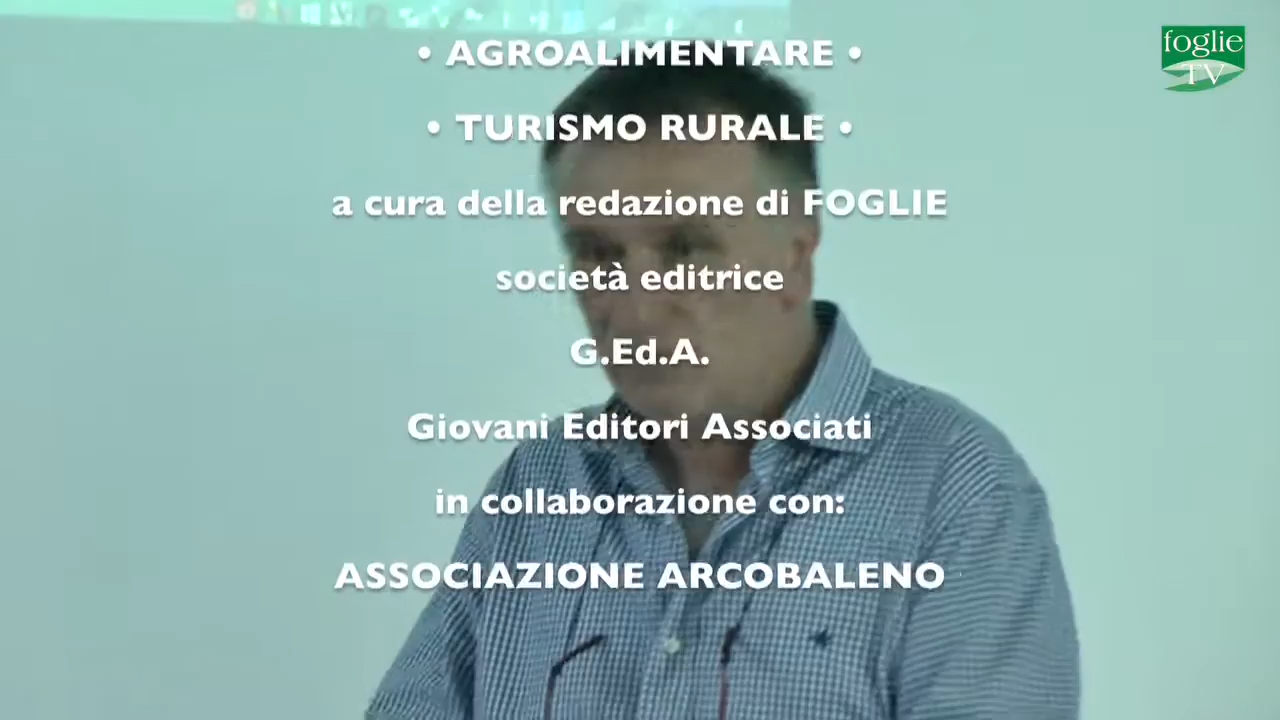 foglie
TV
• AGROALIMENTARE •
• TURISMO RURALE •
a cura della redazione di FOGLIE
società editrice
G.Ed.A.
Giovani Editori Associati
in collaborazione con:
ASSOCIAZIONE ARCOBALENO